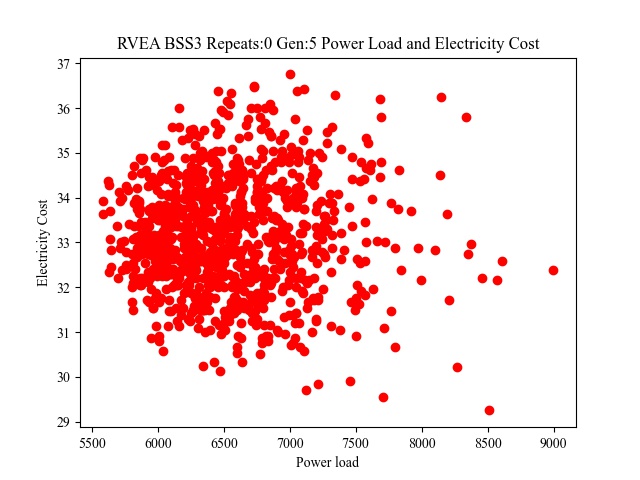 RVEA BSS3 Repeats:0 Gen:5 Power Load and Electricity Cost
37
36
35
34
33
32
31
30
29
Electricity Cost
5500 6000 6500 7000 7500 8000 8500 9000
Power load